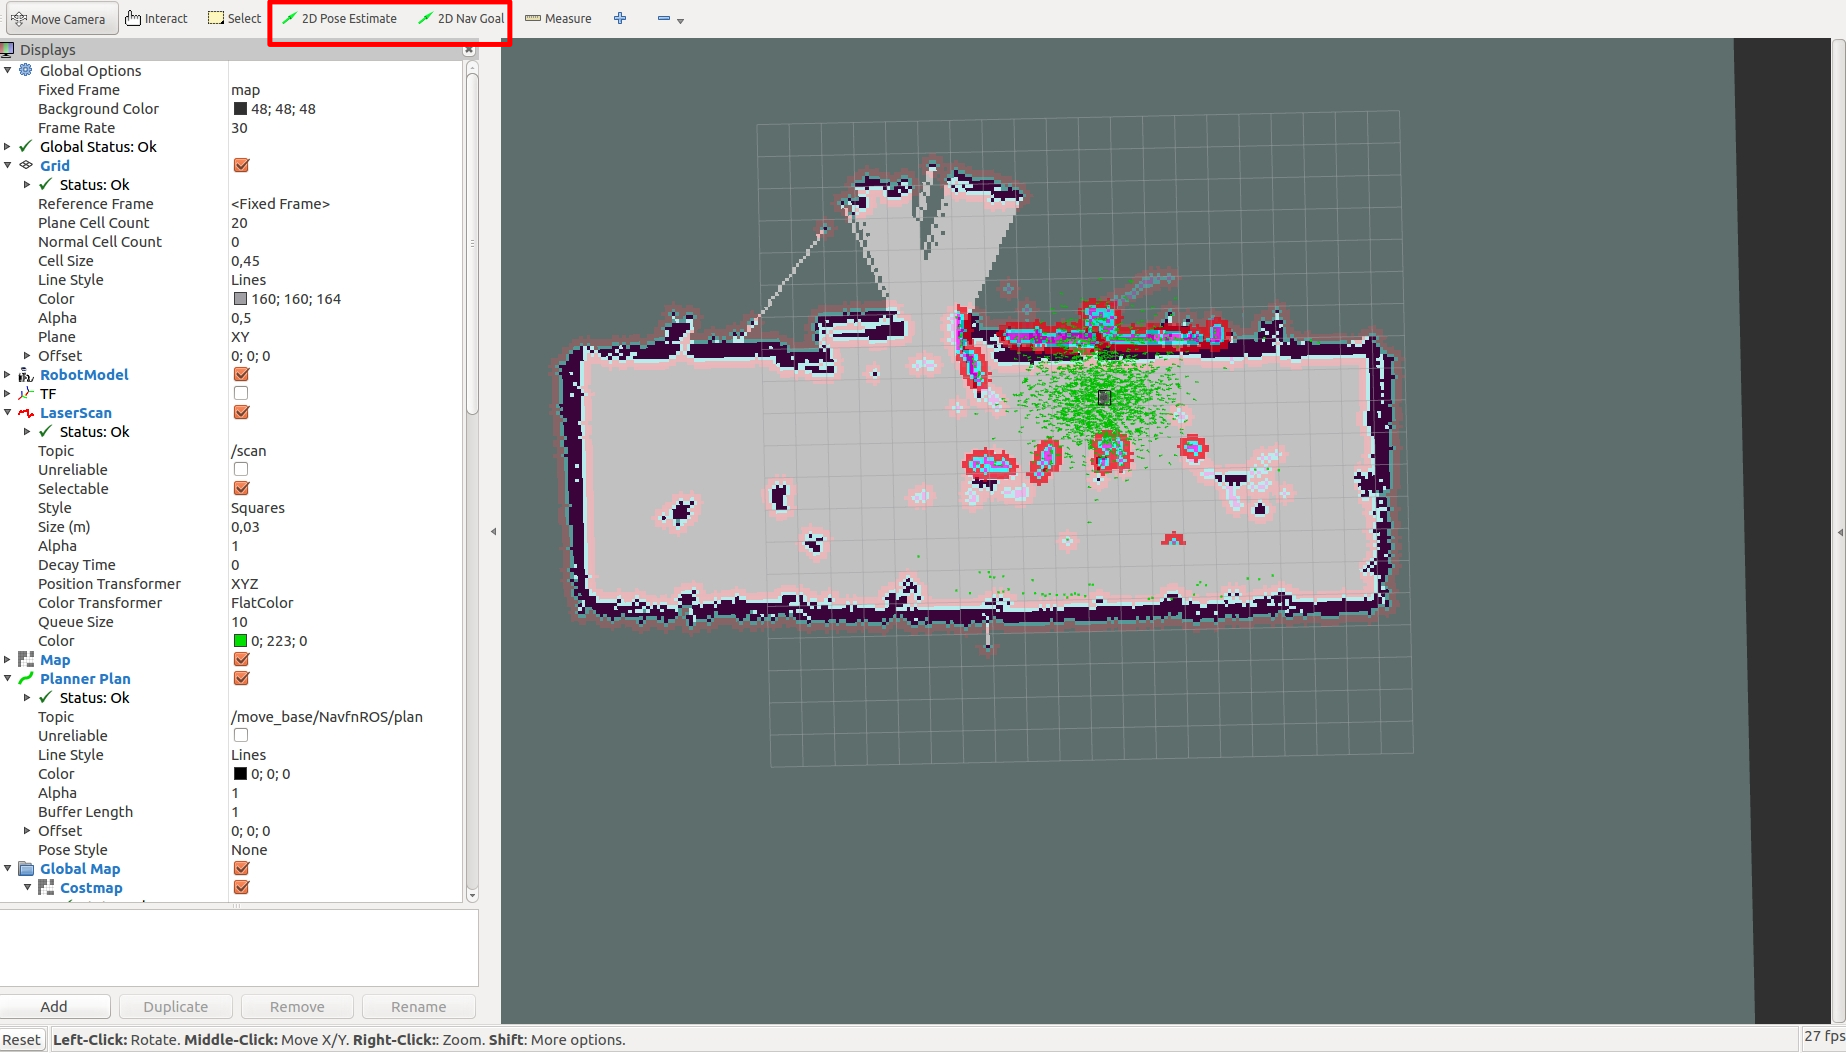 Move Camera Interact Select 2D Pose Estimate 2D Nav Goal Measure
Displays
Global Options
Fixed Frame map
Background Color 48; 48; 48
Frame Rate 30
Global Status: Ok
Grid
Status: Ok
Reference Frame <Fixed Frame>
Plane Cell Count 20
Normal Cell Count 0
Cell Size 0,45
Line Style Lines
Color 160; 160; 164
Alpha 0,5
Plane XY
Offset 0; 0; 0
RobotModel
TF
LaserScan
Status: Ok
Topic /scan
Unreliable
Selectable
Style Squares
Size (m) 0,03
Alpha 1
Decay Time 0
Position Transformer XYZ
Color Transformer FlatColor
Queue Size 10
Color 0; 223; 0
Map
Planner Plan
Status: Ok
Topic /move_base/NavfnROS/plan
Unreliable
Line Style Lines
Color 0; 0; 0
Alpha 1
Buffer Length 1
Offset 0; 0; 0
Pose Style None
Global Map
Costmap
Add Duplicate Remove Rename
Reset Left-Click: Rotate. Middle-Click: Move X/Y. Right-Click:: Zoom. Shift: More options. 27 fps